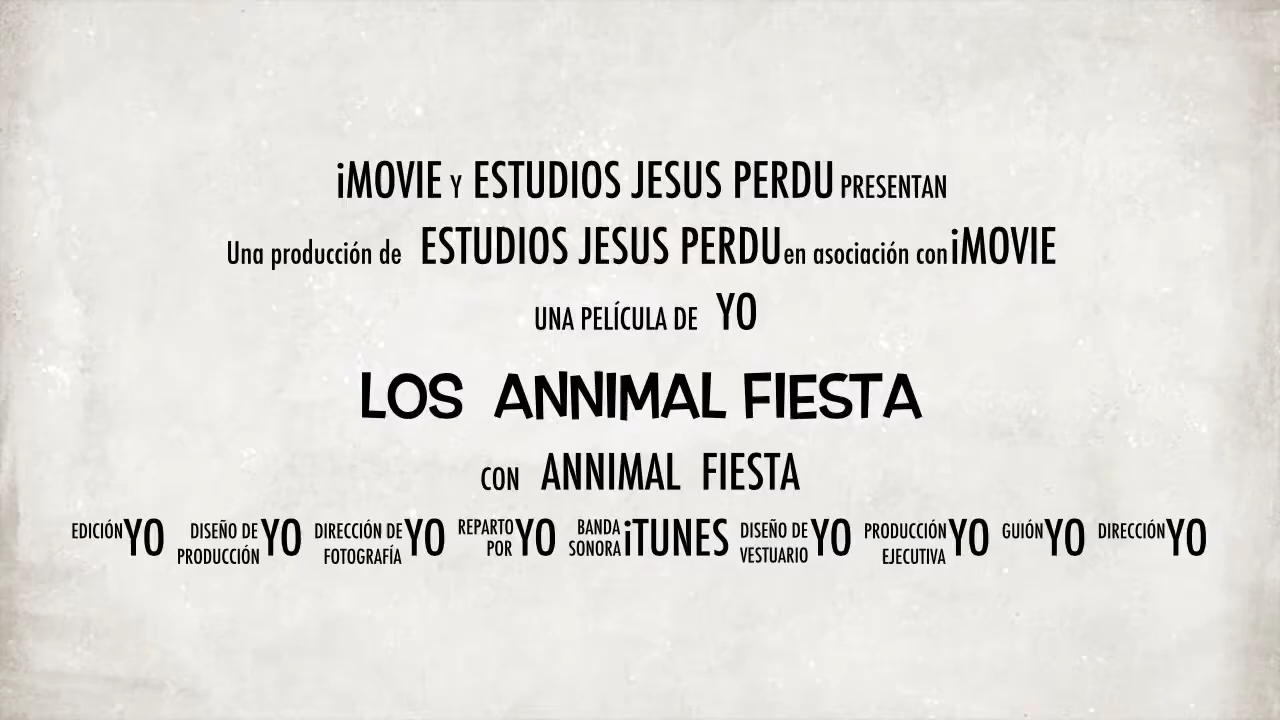 iMOVIE Y ESTUDIOS JESUS PERDU PRESENTAN
Una producción de ESTUDIOS JESUS PERDU en asociación con iMOVIE
UNA PELÍCULA DE YO
LOS ANNIMAL FIESTA
CON ANNIMAL FIESTA
EDICIÓN YO DISEÑO DE PRODUCCIÓN YO DIRECCIÓN DE FOTOGRAFÍA YO REPARTO POR YO BANDA SONORA iTUNES DISEÑO DE VESTUARIO YO PRODUCCIÓN EJECUTIVA YO GUIÓN YO DIRECCIÓN YO